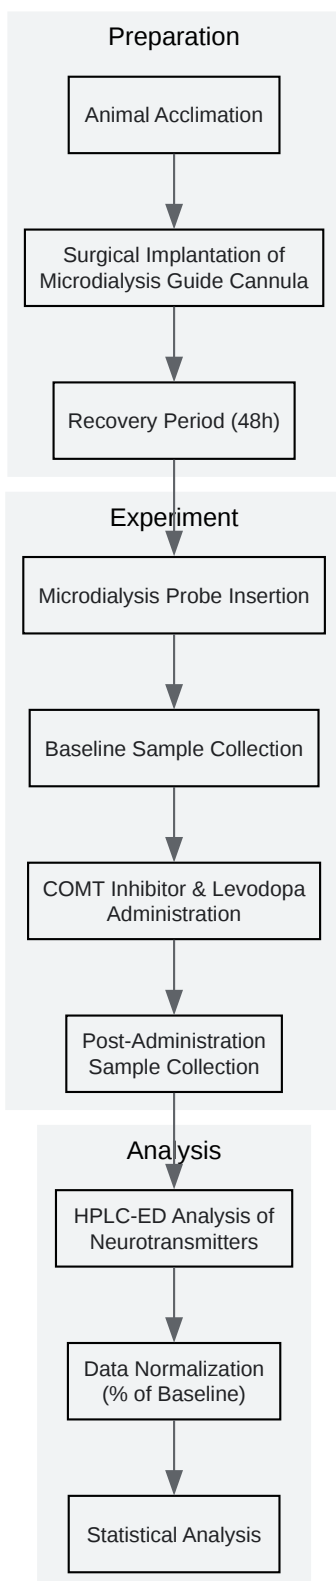 Preparation
Animal Acclimation
Surgical Implantation of
Microdialysis Guide Cannula
Recovery Period (48h)
Experiment
Microdialysis Probe Insertion
Baseline Sample Collection
COMT Inhibitor & Levodopa
Administration
Post-Administration
Sample Collection
Analysis
HPLC-ED Analysis of
Neurotransmitters
Data Normalization
(% of Baseline)
Statistical Analysis